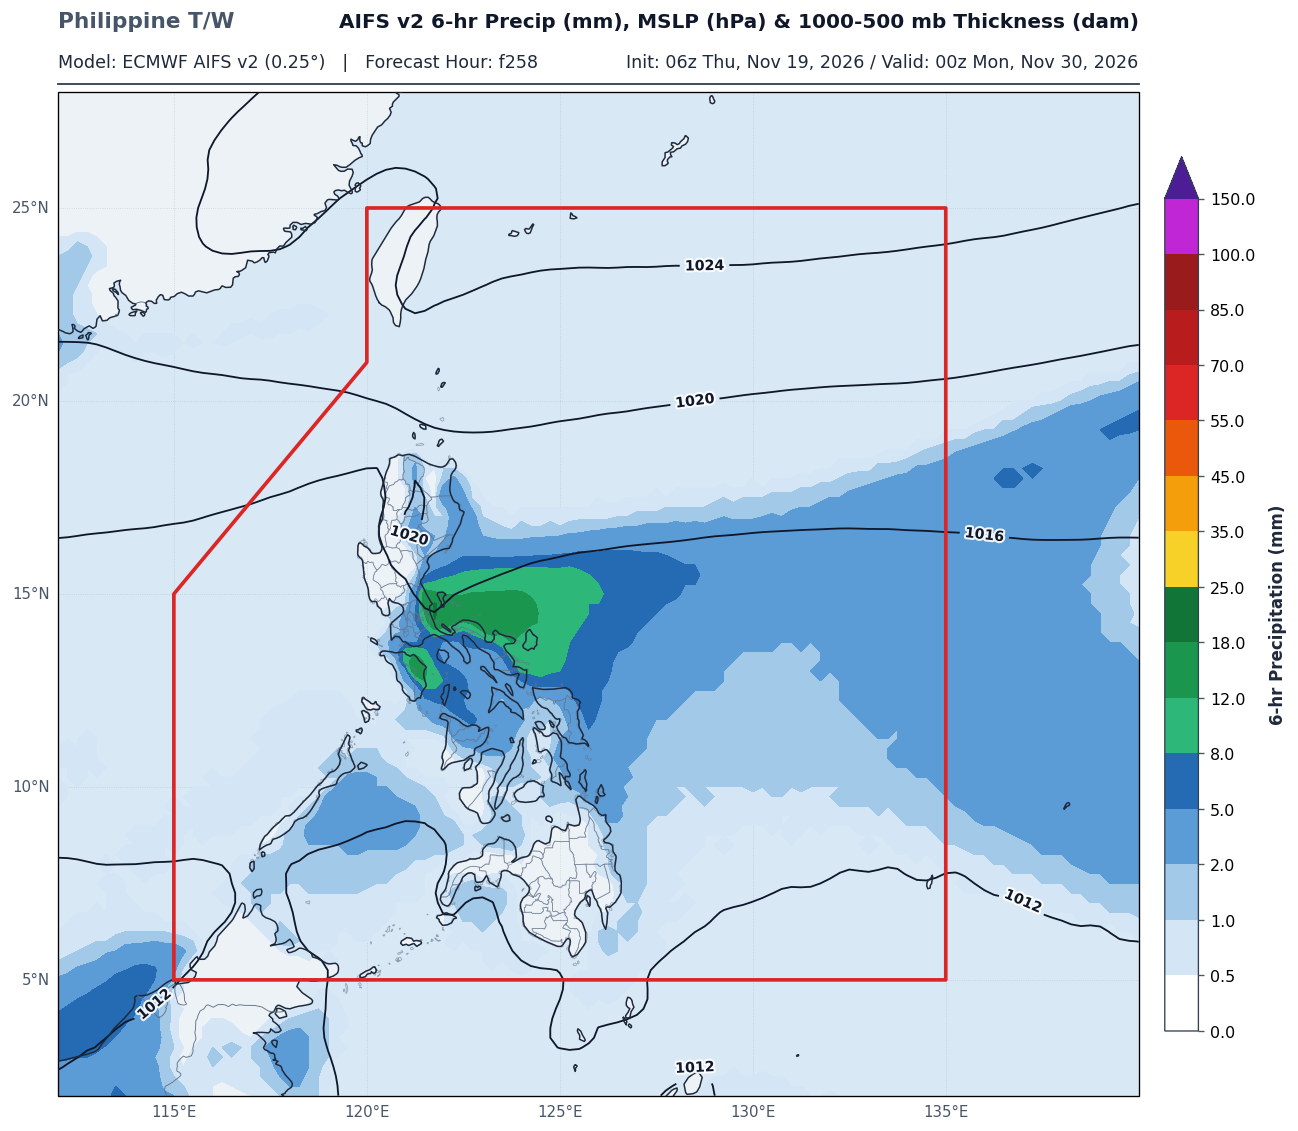 Philippine T/W
AIFS v2 6-hr Precip (mm), MSLP (hPa) & 1000-500 mb Thickness (dam)
Model: ECMWF AIFS v2 (0.25°) | Forecast Hour: f258
Init: 06z Thu, Nov 19, 2026 / Valid: 00z Mon, Nov 30, 2026
25°N
20°N
15°N
10°N
5°N
115°E
120°E
125°E
130°E
135°E
1024
1020
1020
1016
1012
1012
1012
150.0
100.0
85.0
70.0
55.0
45.0
35.0
25.0
18.0
12.0
8.0
5.0
2.0
1.0
0.5
0.0
6-hr Precipitation (mm)